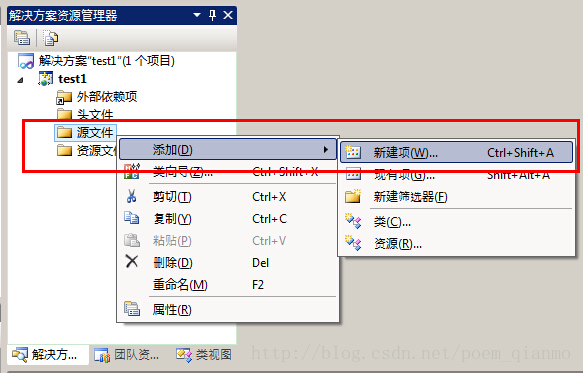 解决方案资源管理器
解决方案"test1"(1 个项目)
test1
外部依赖项
头文件
源文件
资源文
添加(D)
类向导(Z)... Ctrl+Shift+X
剪切(T) Ctrl+X
复制(Y) Ctrl+C
粘贴(P) Ctrl+V
删除(D) Del
重命名(M) F2
属性(R)
新建项(W)... Ctrl+Shift+A
现有项(G)... Shift+Alt+A
新建筛选器(F)
类(C)...
资源(R)...
解决方... 团队资... 类视图
http://blog.csdn.net/poem_qianmo